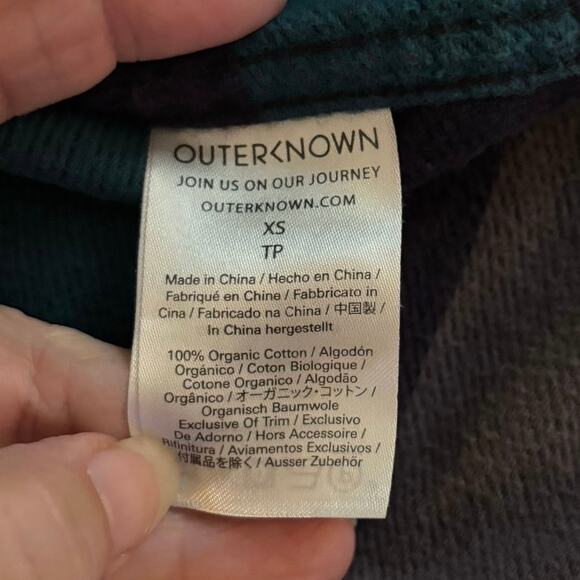 OUTERKNOWN
JOIN US ON OUR JOURNEY
OUTERKNOWN.COM
XS
TP
Made in China / Hecho en China /
Fabriqué en Chine / Fabbricato in
Cina / Fabricado na China / 中国製 /
In China hergestellt
100% Organic Cotton / Algodón
Orgánico / Coton Biologique /
Cotone Organico / Algodão
Orgânico / オーガニック・コットン /
Organisch Baumwole
Exclusive Of Trim / Exclusivo
De Adorno / Hors Accessoire /
Rifinitura / Aviamentos Exclusivos /
付属品を除く / Ausser Zubehör